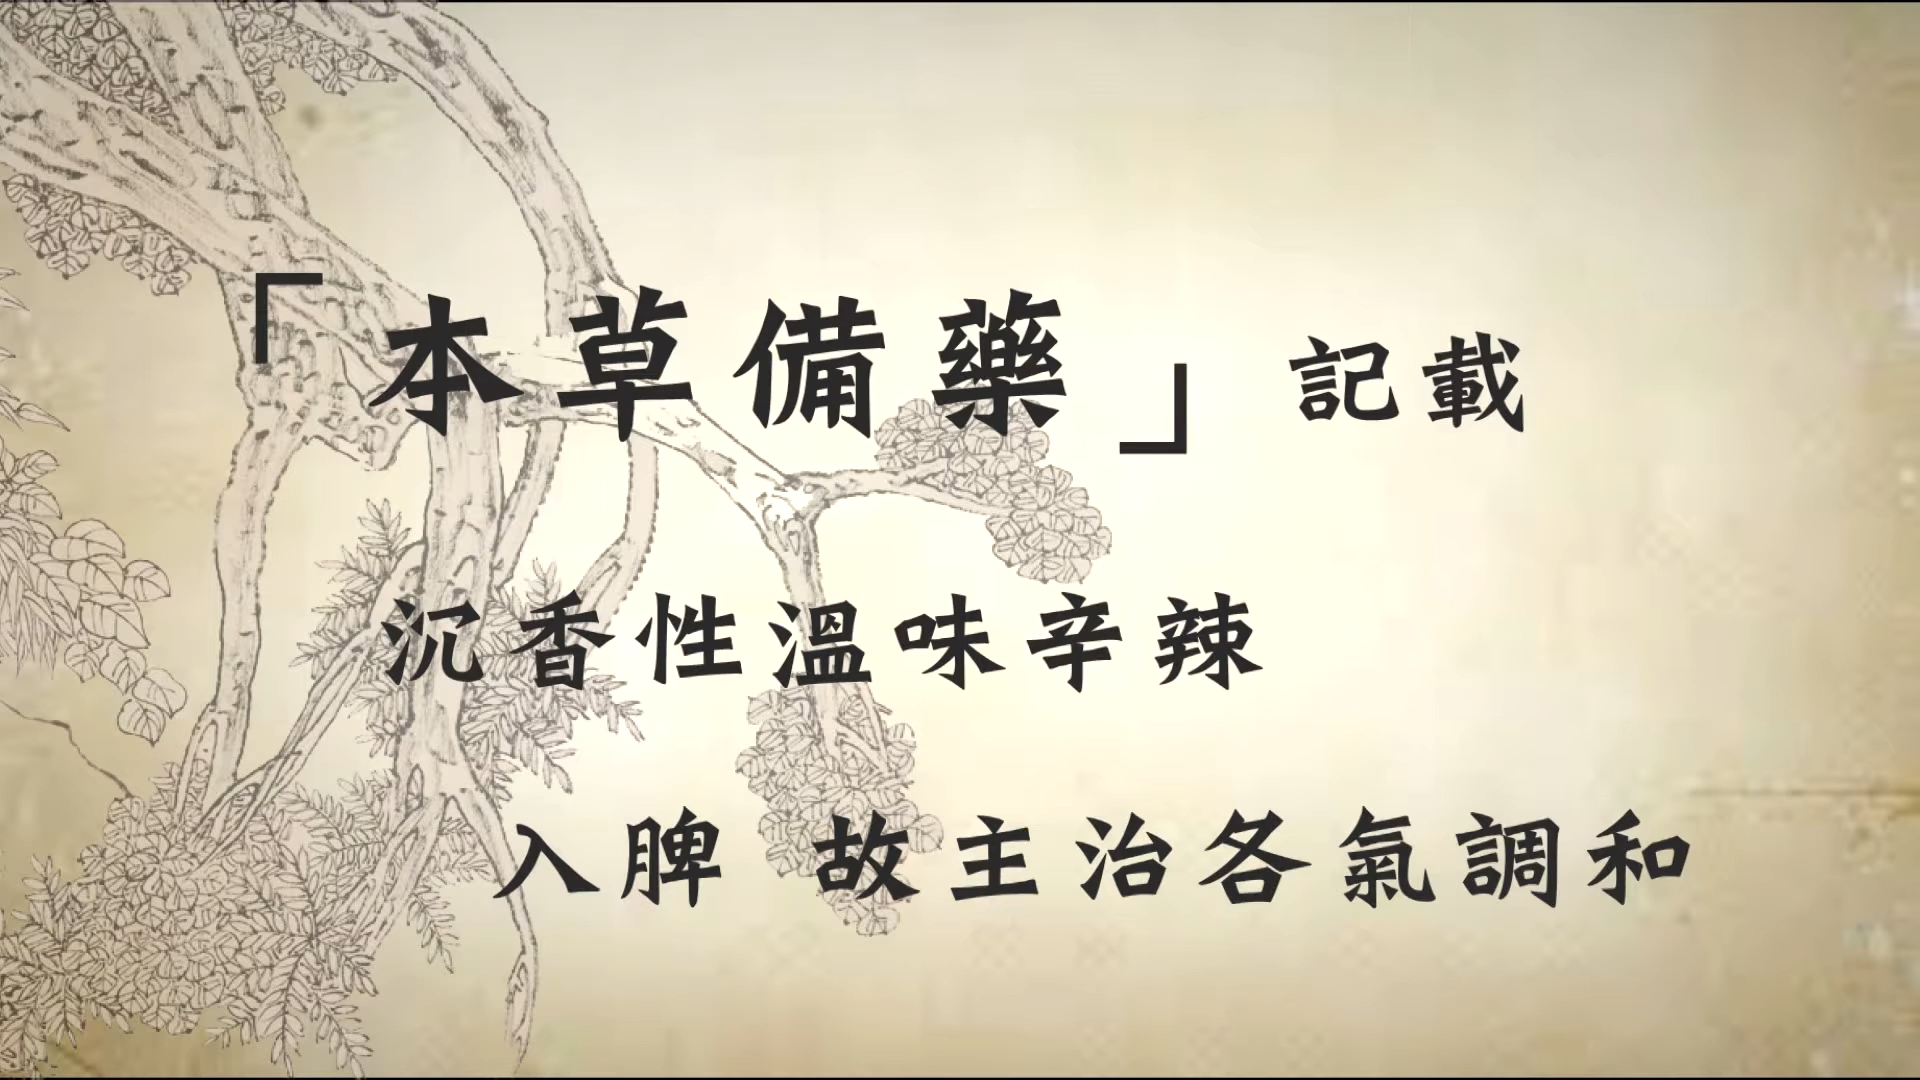 「本草備藥」記載
沉香性溫味辛辣
入脾 故主治各氣調和